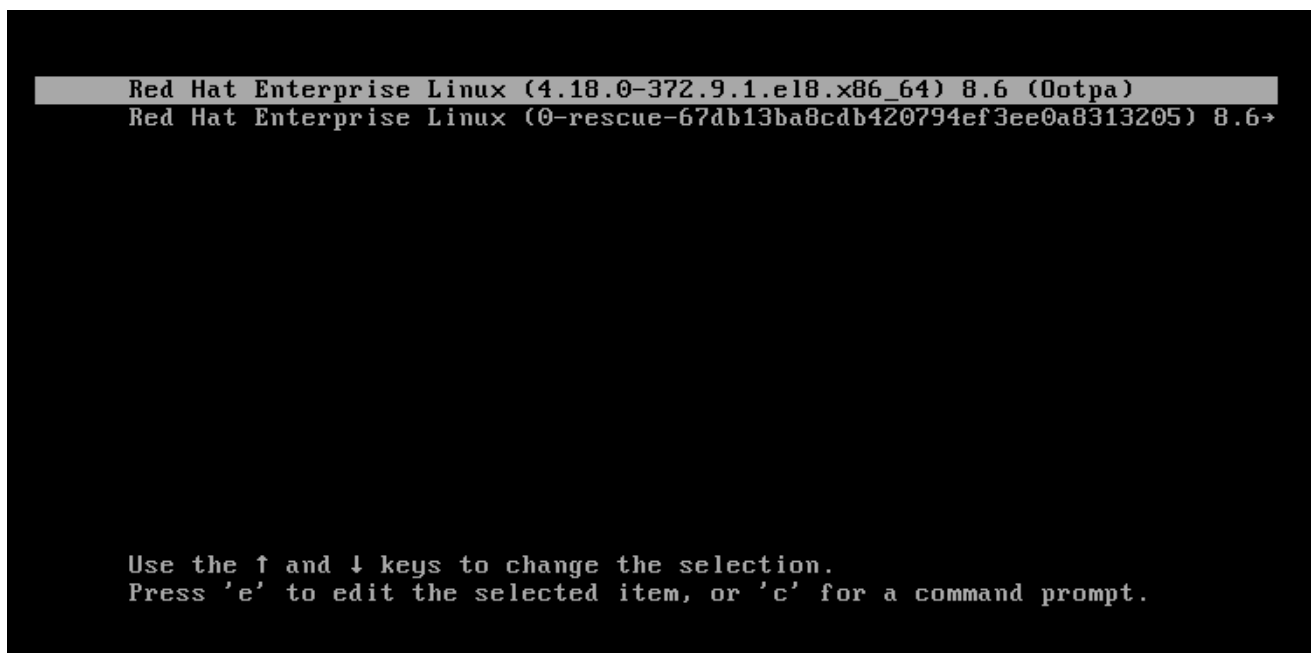 Red Hat Enterprise Linux (4.18.0-372.9.1.el8.x86_64) 8.6 (Ootpa)
Red Hat Enterprise Linux (0-rescue-67db13ba8cdb420794ef3ee0a8313205) 8.6→
Use the ↑ and ↓ keys to change the selection.
Press 'e' to edit the selected item, or 'c' for a command prompt.